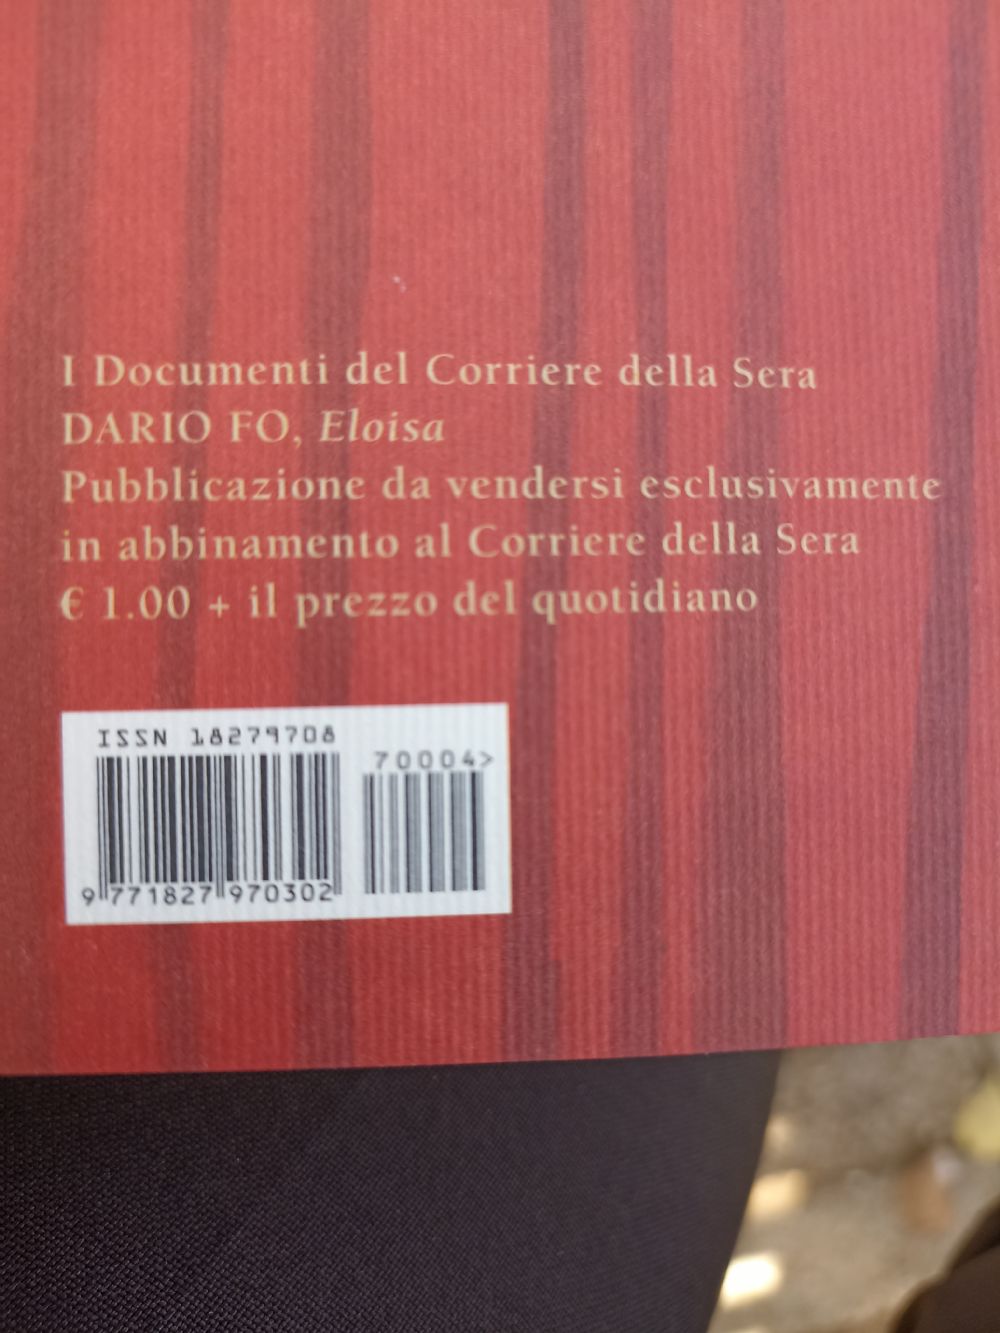 I Documenti del Corriere della Sera
DARIO FO, Eloisa
Pubblicazione da vendersi esclusivamente
in abbinamento al Corriere della Sera
€ 1.00 + il prezzo del quotidiano
ISSN 18279708
70004>
9 771827 970302